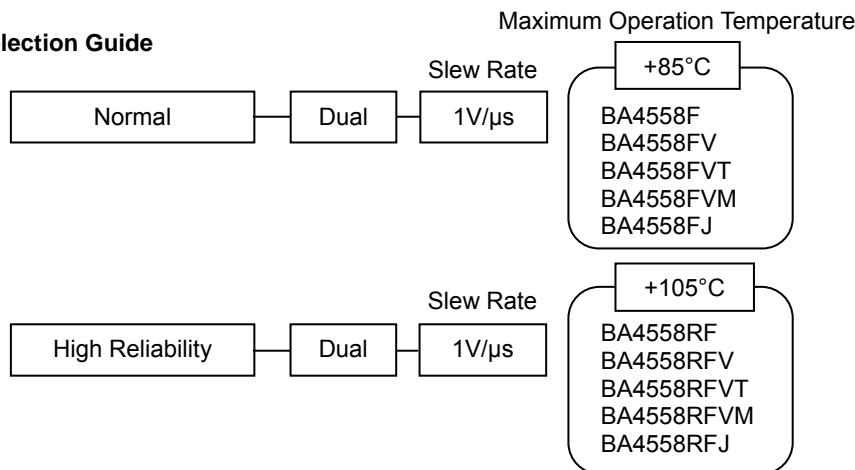 Maximum Operation Temperature
lection Guide
Slew Rate
+85°C
Normal
Dual
1V/µs
BA4558F
BA4558FV
BA4558FVT
BA4558FVM
BA4558FJ
Slew Rate
+105°C
High Reliability
Dual
1V/µs
BA4558RF
BA4558RFV
BA4558RFVT
BA4558RFVM
BA4558RFJ